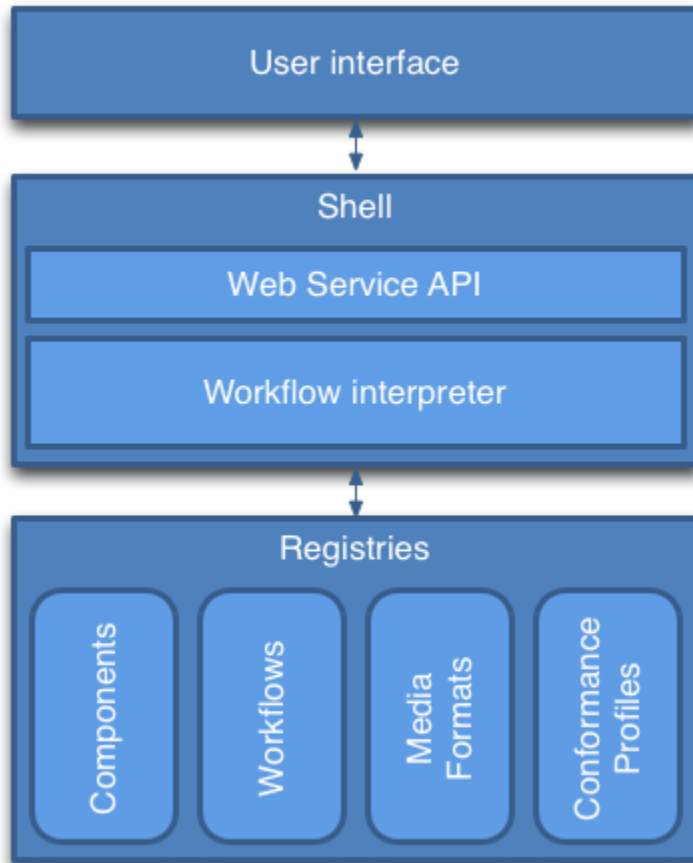 User interface
Shell
Web Service API
Workflow interpreter
Registries
Components
Workflows
Media
Formats
Conformance
Profiles